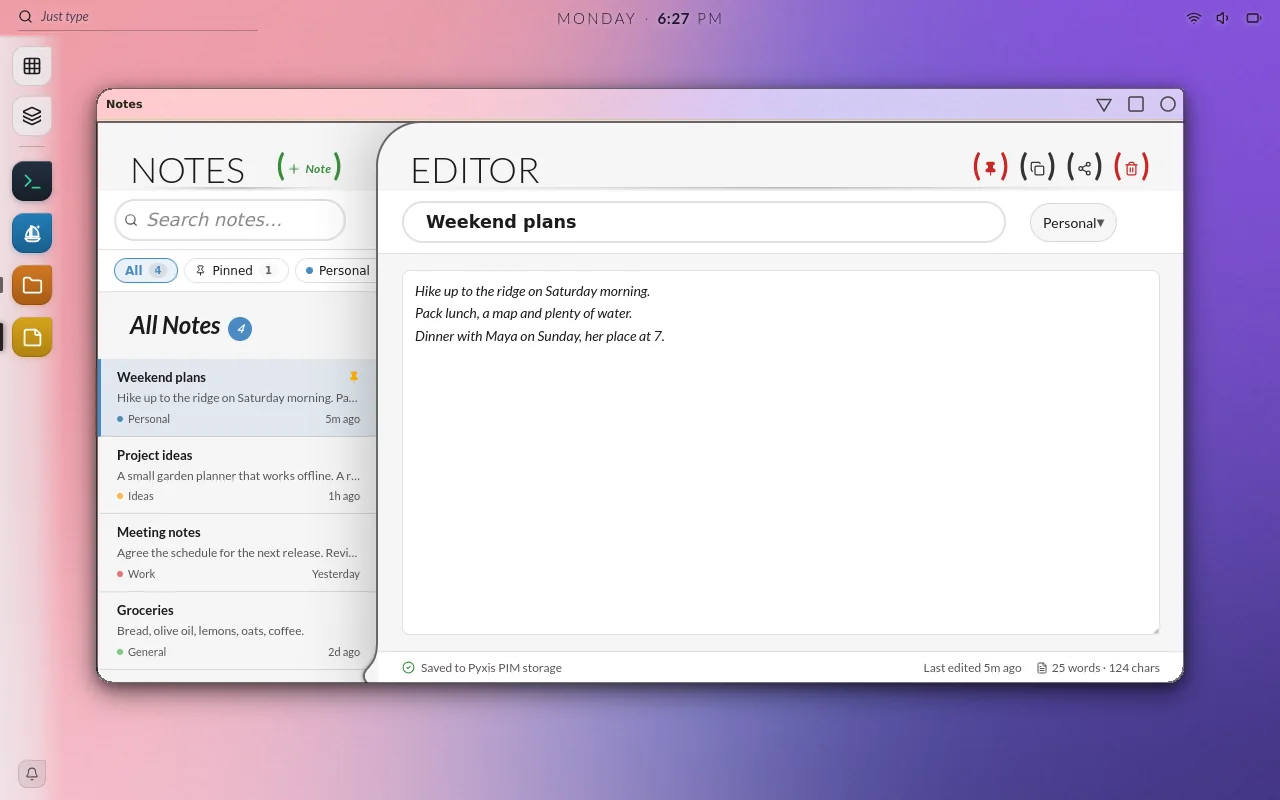 Just type
MONDAY · 6:27 PM
Notes
NOTES
+ Note
Search notes...
All 4
Pinned 1
Personal
All Notes 4
Weekend plans
Hike up to the ridge on Saturday morning. Pa...
Personal 5m ago
Project ideas
A small garden planner that works offline. A r...
Ideas 1h ago
Meeting notes
Agree the schedule for the next release. Revi...
Work Yesterday
Groceries
Bread, olive oil, lemons, oats, coffee.
General 2d ago
EDITOR
Weekend plans
Personal
Hike up to the ridge on Saturday morning.
Pack lunch, a map and plenty of water.
Dinner with Maya on Sunday, her place at 7.
Saved to Pyxis PIM storage
Last edited 5m ago
25 words · 124 chars